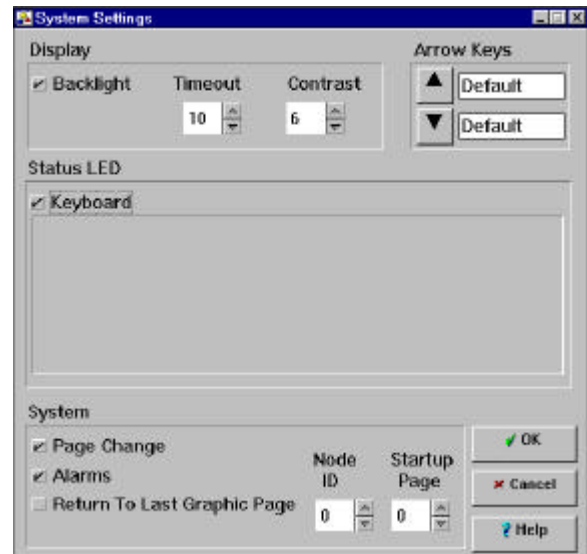 System Settings
Display
Arrow Keys
Backlight
Timeout
Contrast
10
6
Default
Default
Status LED
Keyboard
System
Page Change
Alarms
Return To Last Graphic Page
Node
ID
0
Startup
Page
0
OK
Cancel
? Help